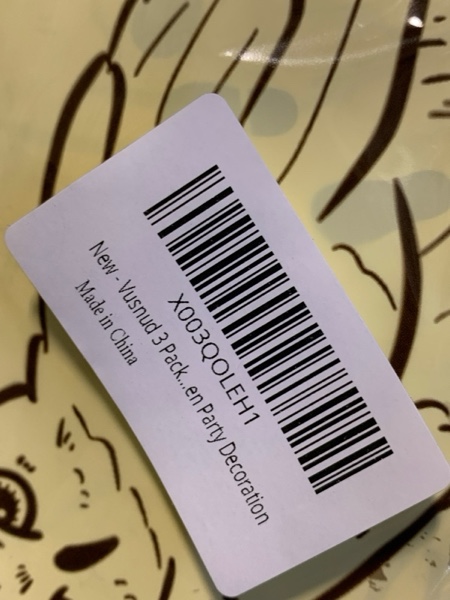 X003QOLEH1
New - Vusnud 3 Pack...en Party Decoration
Made in China